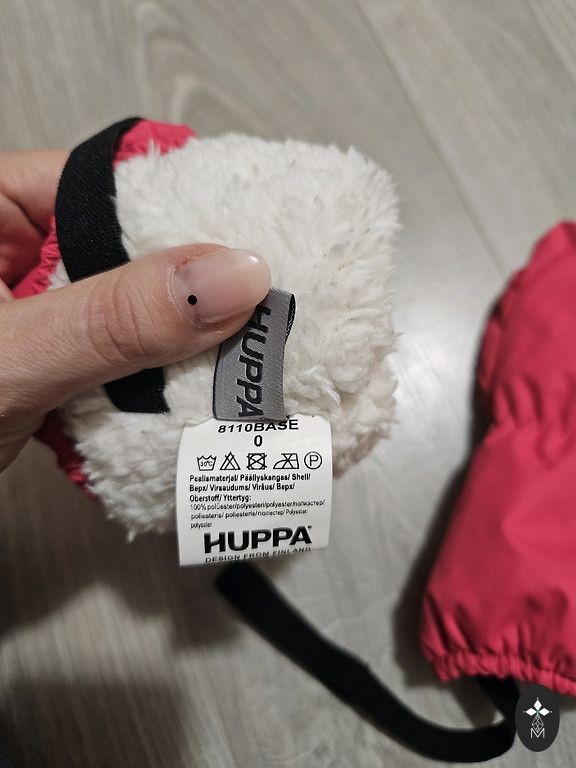 HUPPA
8110BASE
0
30°C P
Pealismaterjal/ Päällyskangas/ Shell/
Верх/ Virsaudums/ Viršus/ Верх/
Oberstoff/ Yttertyg:
100% polüester/polyesteri/polyester/полиэстер/
poliesteris/ poliesteris/поліестер/ Polyester/
polyester
HUPPA®
DESIGN FROM FINLAND
M